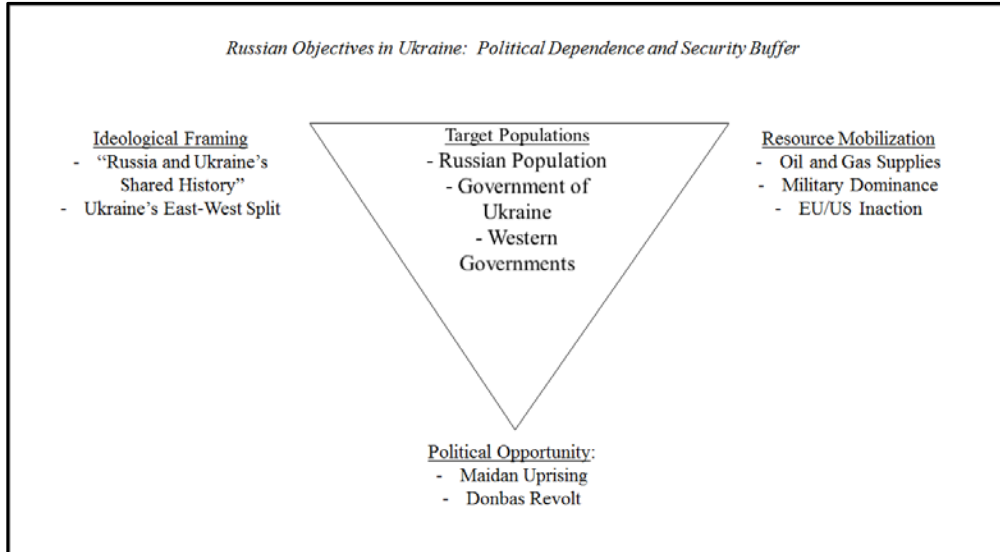 Russian Objectives in Ukraine: Political Dependence and Security Buffer
Ideological Framing
- "Russia and Ukraine's
Shared History"
- Ukraine's East-West Split
Target Populations
- Russian Population
- Government of
Ukraine
- Western
Governments
Resource Mobilization
- Oil and Gas Supplies
- Military Dominance
- EU/US Inaction
Political Opportunity:
- Maidan Uprising
- Donbas Revolt